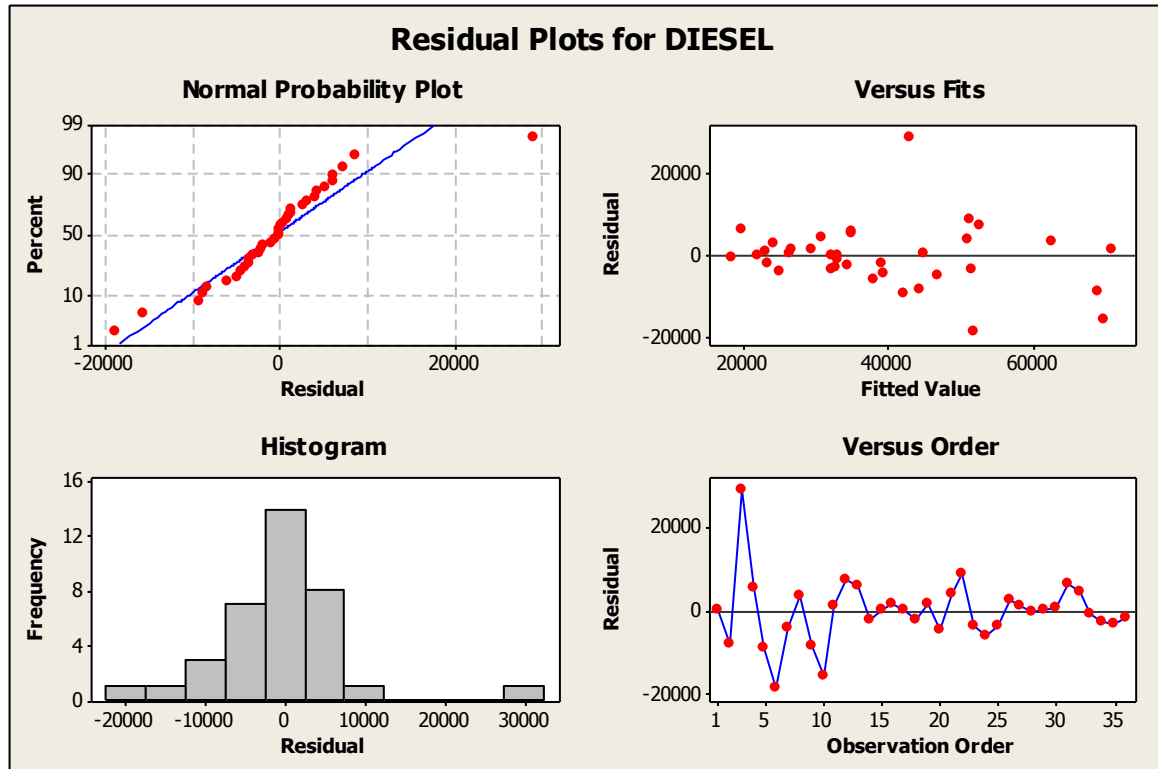 Residual Plots for DIESEL
Normal Probability Plot
Percent
99
90
50
10
1
-20000 0 20000
Residual
Versus Fits
Residual
20000
0
-20000
20000 40000 60000
Fitted Value
Histogram
Frequency
16
12
8
4
0
-20000 -10000 0 10000 20000 30000
Residual
Versus Order
Residual
20000
0
-20000
1 5 10 15 20 25 30 35
Observation Order